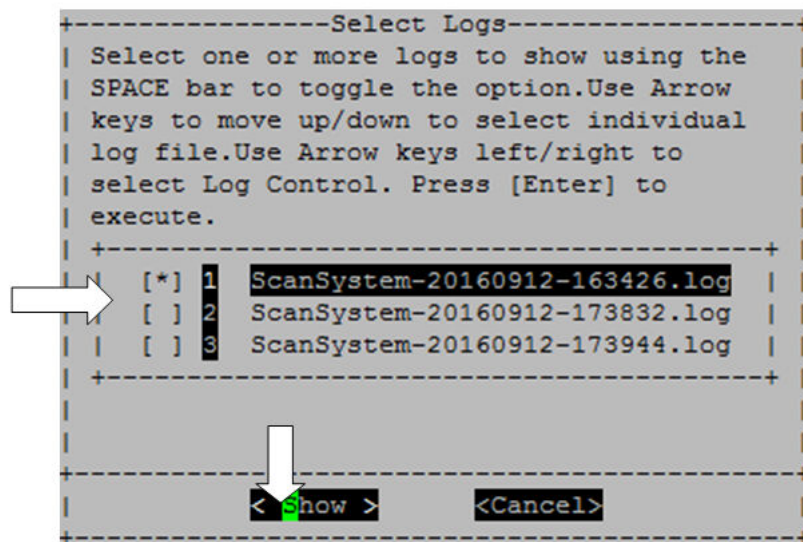 Select Logs
Select one or more logs to show using the
SPACE bar to toggle the option.Use Arrow
keys to move up/down to select individual
log file.Use Arrow keys left/right to
select Log Control. Press [Enter] to
execute.
[*] 1 ScanSystem-20160912-163426.log
[ ] 2 ScanSystem-20160912-173832.log
[ ] 3 ScanSystem-20160912-173944.log
< Show > <Cancel>